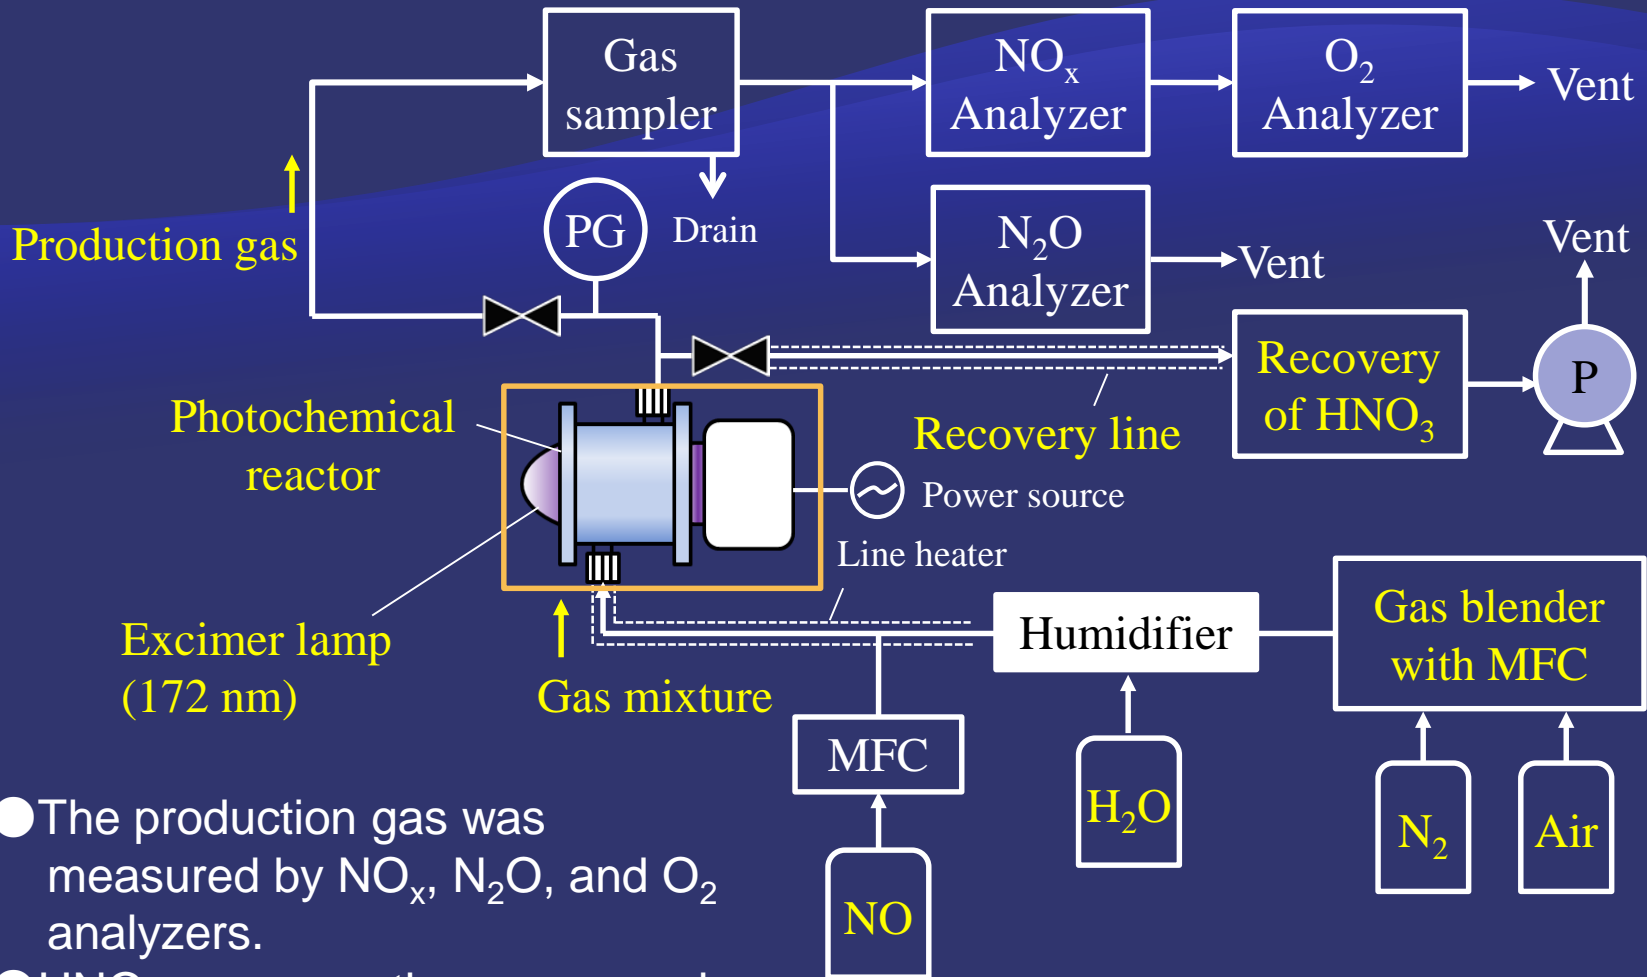 Gas
sampler
NOx
Analyzer
O2
Analyzer
Vent
Production gas
PG
Drain
N2O
Analyzer
Vent
Vent
Recovery
of HNO3
P
Photochemical
reactor
Recovery line
Power source
Line heater
Excimer lamp
(172 nm)
Gas mixture
Humidifier
Gas blender
with MFC
MFC
H2O
N2
Air
NO
●The production gas was
measured by NOx, N2O, and O2
analyzers.